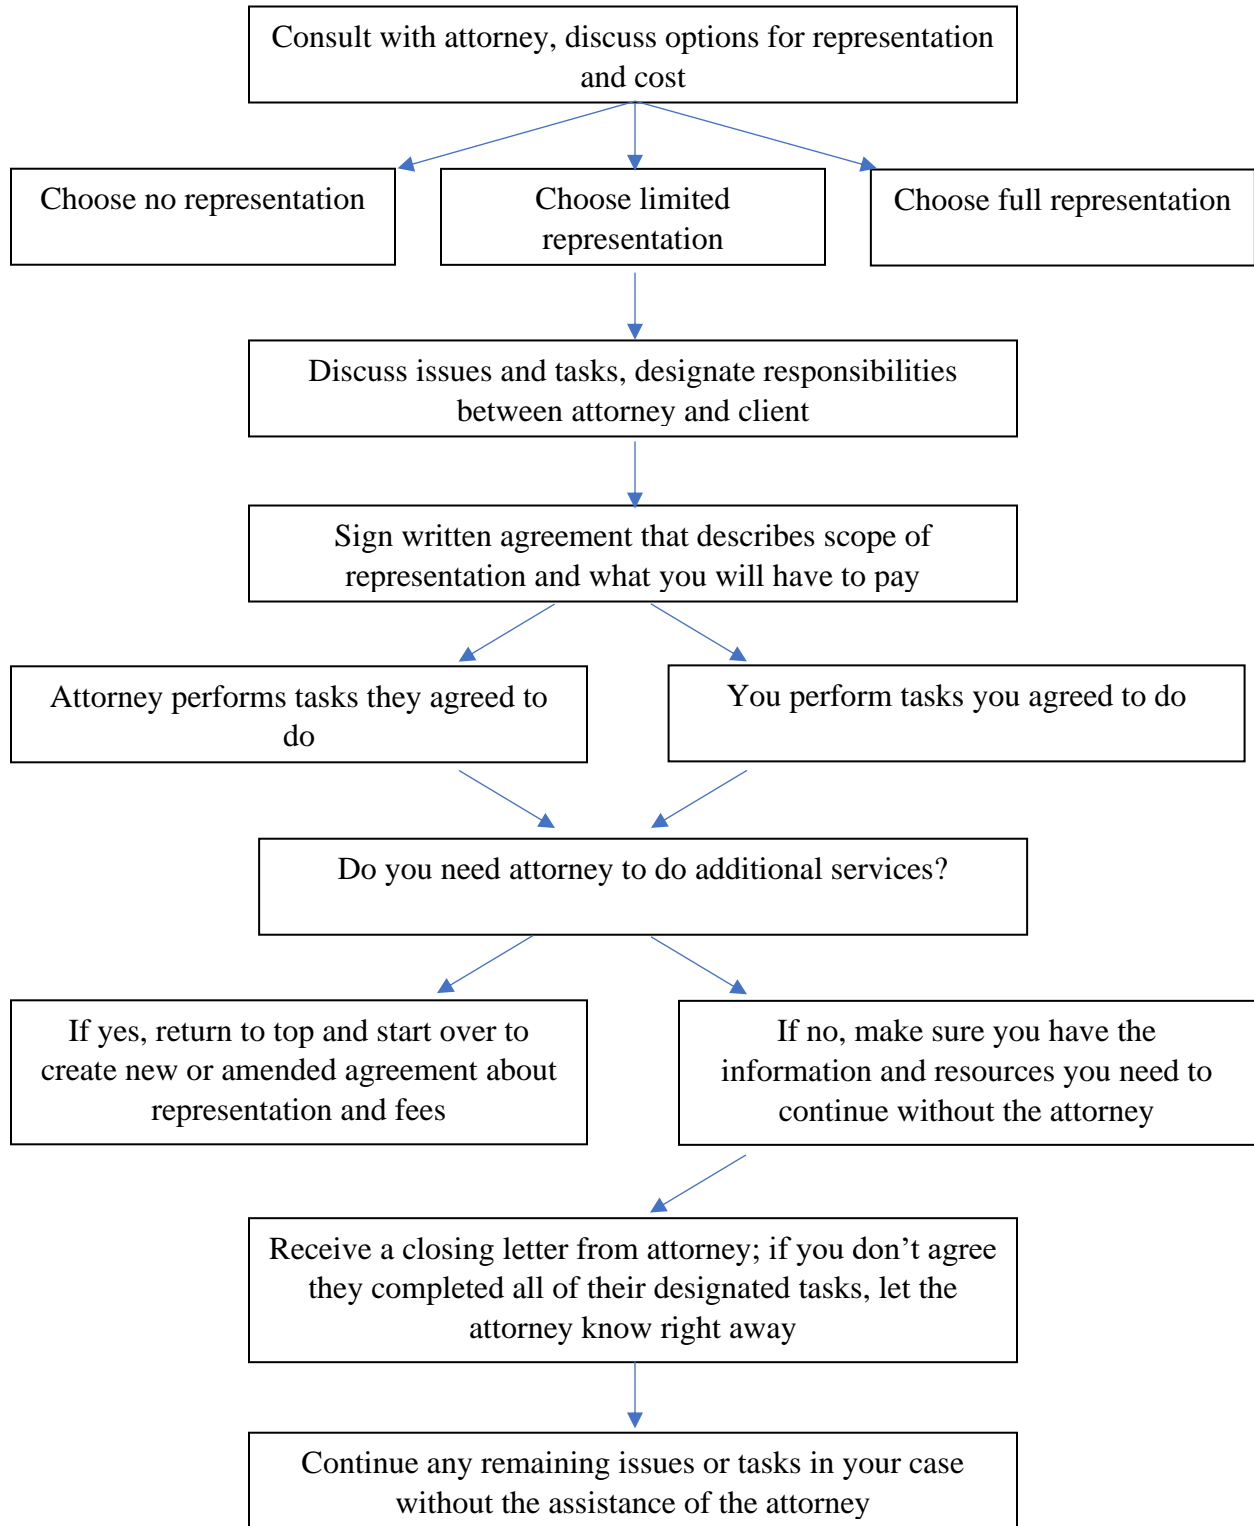 Consult with attorney, discuss options for representation
and cost
Choose no representation
Choose limited
representation
Choose full representation
Discuss issues and tasks, designate responsibilities
between attorney and client
Sign written agreement that describes scope of
representation and what you will have to pay
Attorney performs tasks they agreed to
do
You perform tasks you agreed to do
Do you need attorney to do additional services?
If yes, return to top and start over to
create new or amended agreement about
representation and fees
If no, make sure you have the
information and resources you need to
continue without the attorney
Receive a closing letter from attorney; if you don’t agree
they completed all of their designated tasks, let the
attorney know right away
Continue any remaining issues or tasks in your case
without the assistance of the attorney